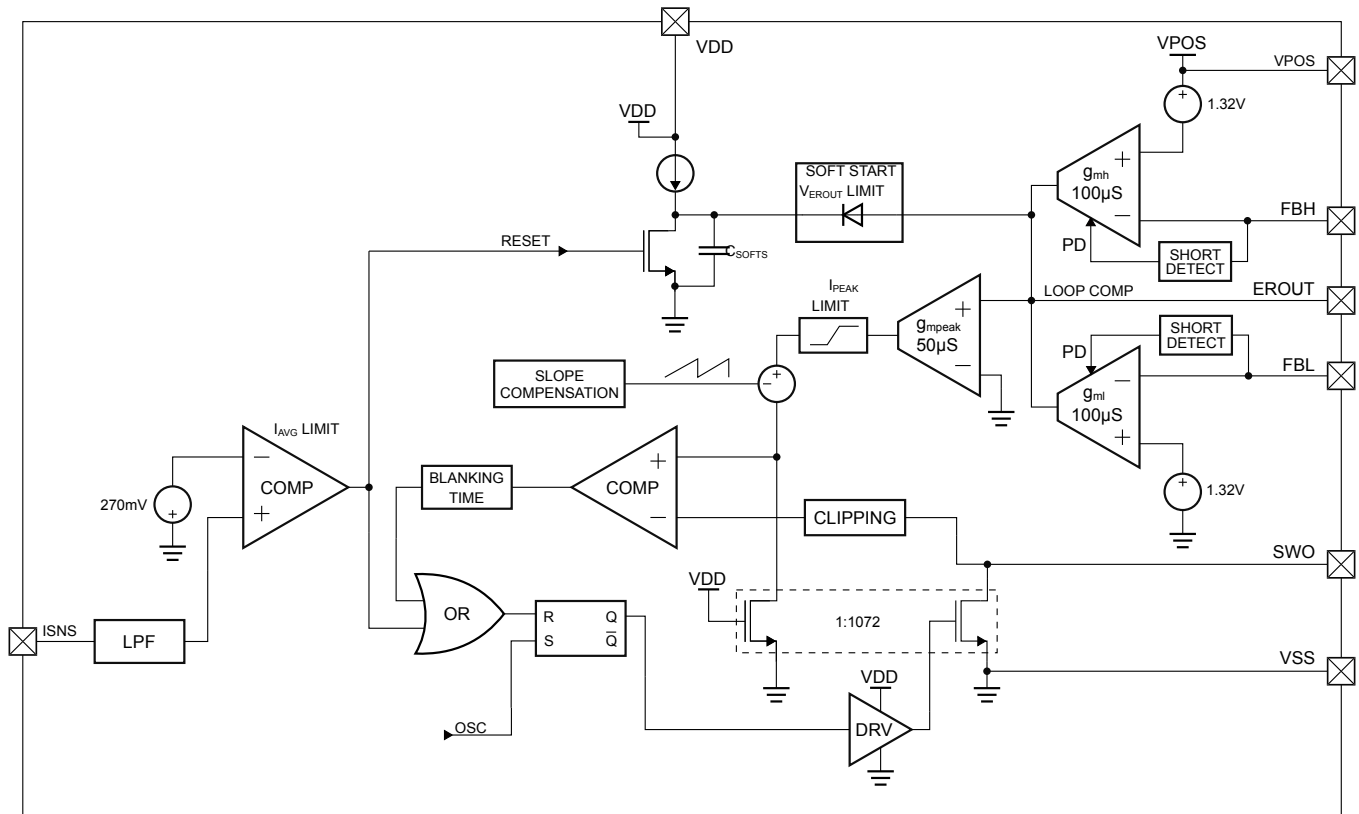 VDD
VPOS
VPOS
1.32V
VDD
+
SOFT START
VEROUT LIMIT
gmh
100µS
+
−
FBH
RESET
PD
SHORT
DETECT
CSOFTS
IPEAK
LIMIT
LOOP COMP
EROUT
gmpeak
50µS
+
−
PD
SHORT
DETECT
FBL
SLOPE
COMPENSATION
−
+
gml
100µS
−
+
IAVG LIMIT
270mV
+
−
+
COMP
BLANKING
TIME
COMP
+
−
1.32V
+
CLIPPING
SWO
VDD
OR
R
Q
S
Q̅
1:1072
ISNS
LPF
VSS
VDD
OSC
DRV